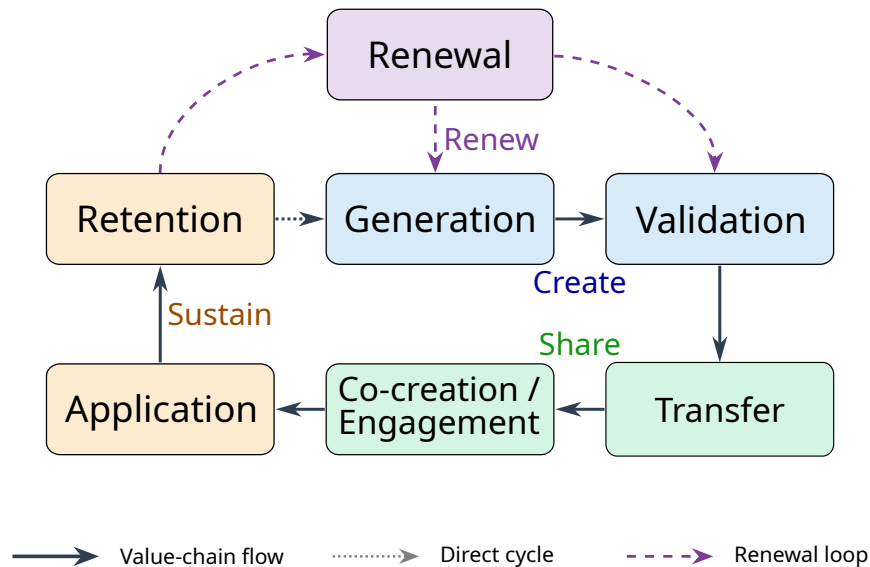 Renewal
Renew
Retention
Generation
Validation
Create
Sustain
Share
Application
Co-creation /
Engagement
Transfer
Value-chain flow
Direct cycle
Renewal loop